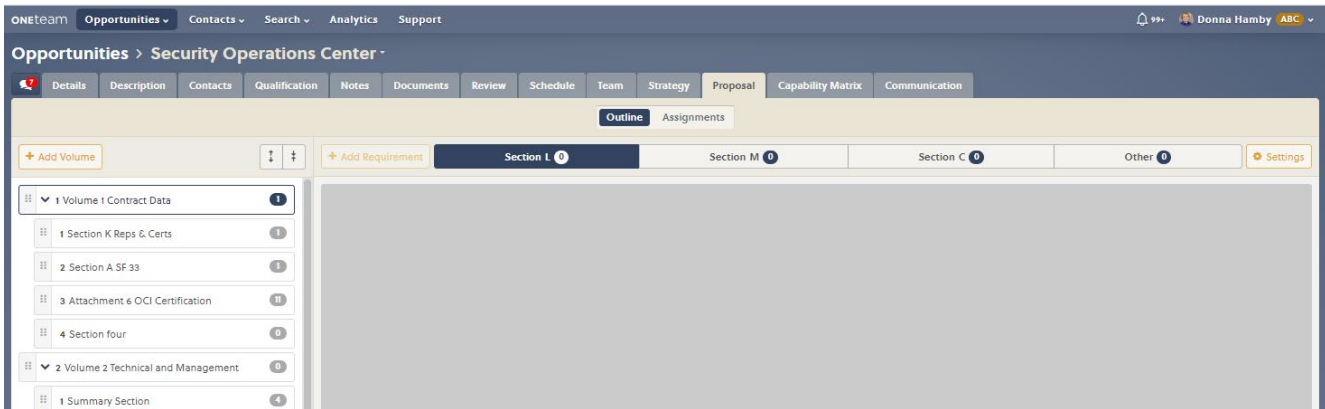 ONEteam Opportunities Contacts Search Analytics Support 99+ Donna Hamby ABC
Opportunities > Security Operations Center
7 Details Description Contacts Qualification Notes Documents Review Schedule Team Strategy Proposal Capability Matrix Communication
Outline Assignments
+ Add Volume + Add Requirement Section L 0 Section M 0 Section C 0 Other 0 Settings
1 Volume 1 Contract Data 1
1 Section K Reps & Certs 1
2 Section A SF 33 1
3 Attachment 6 OCI Certification 11
4 Section four 0
2 Volume 2 Technical and Management 0
1 Summary Section 4